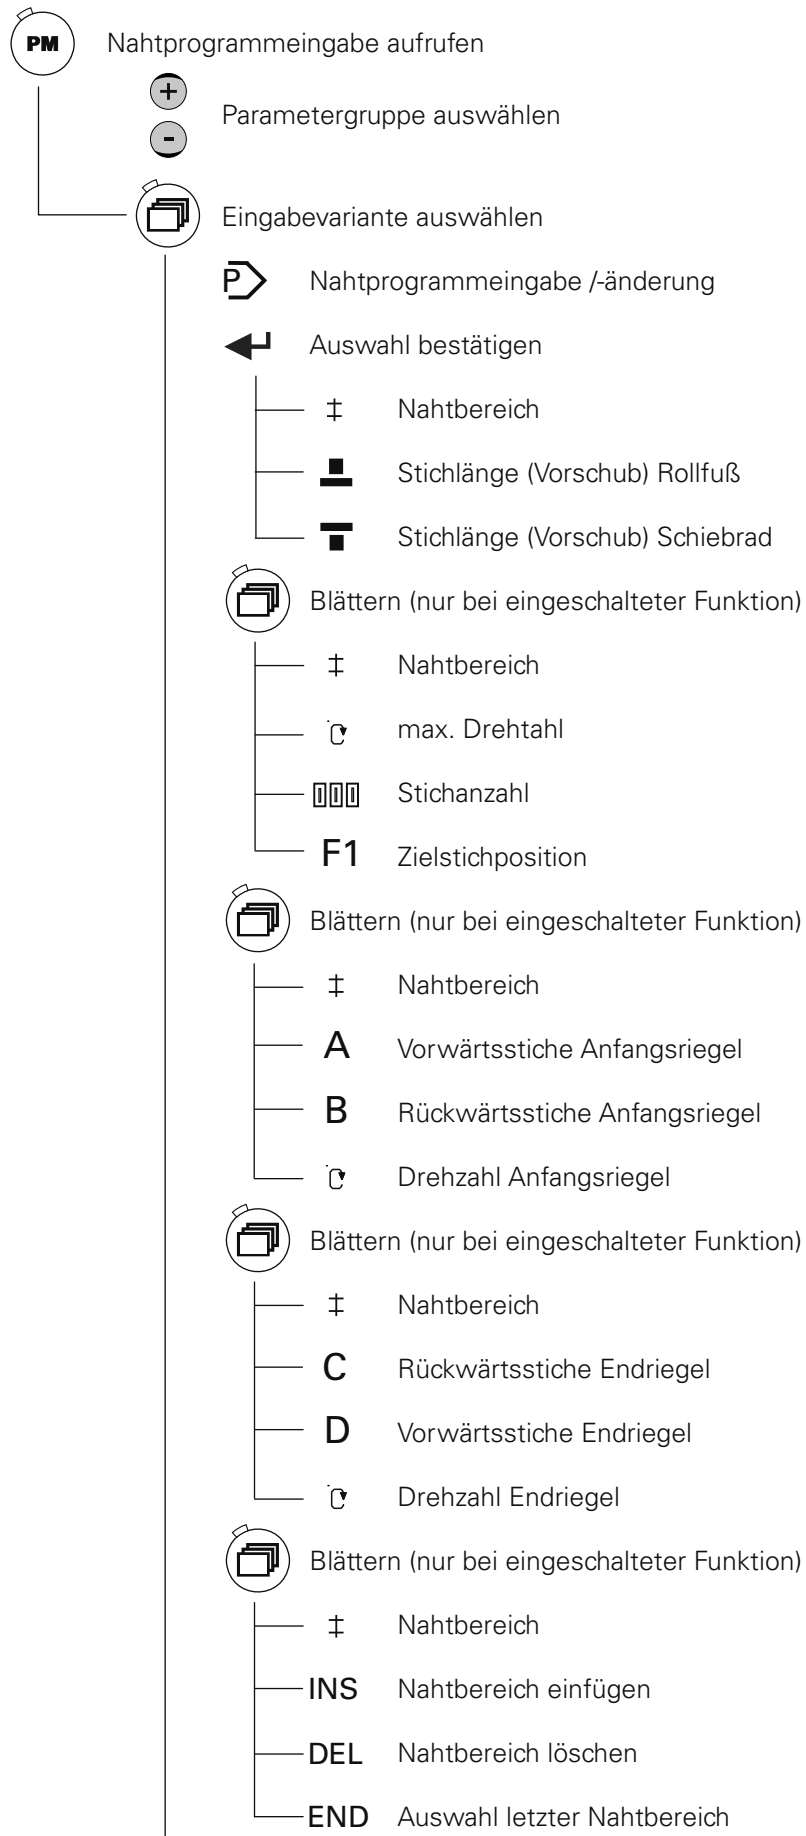 PM Nahtprogrammeingabe aufrufen
+
Parametergruppe auswählen
-
Eingabevariante auswählen
P Nahtprogrammeingabe /-änderung
Auswahl bestätigen
Nahtbereich
Stichlänge (Vorschub) Rollfuß
Stichlänge (Vorschub) Schiebrad
Blättern (nur bei eingeschalteter Funktion)
Nahtbereich
max. Drehtahl
Stichanzahl
F1 Zielstichposition
Blättern (nur bei eingeschalteter Funktion)
Nahtbereich
A Vorwärtsstiche Anfangsriegel
B Rückwärtsstiche Anfangsriegel
Drehzahl Anfangsriegel
Blättern (nur bei eingeschalteter Funktion)
Nahtbereich
C Rückwärtsstiche Endriegel
D Vorwärtsstiche Endriegel
Drehzahl Endriegel
Blättern (nur bei eingeschalteter Funktion)
Nahtbereich
INS Nahtbereich einfügen
DEL Nahtbereich löschen
END Auswahl letzter Nahtbereich